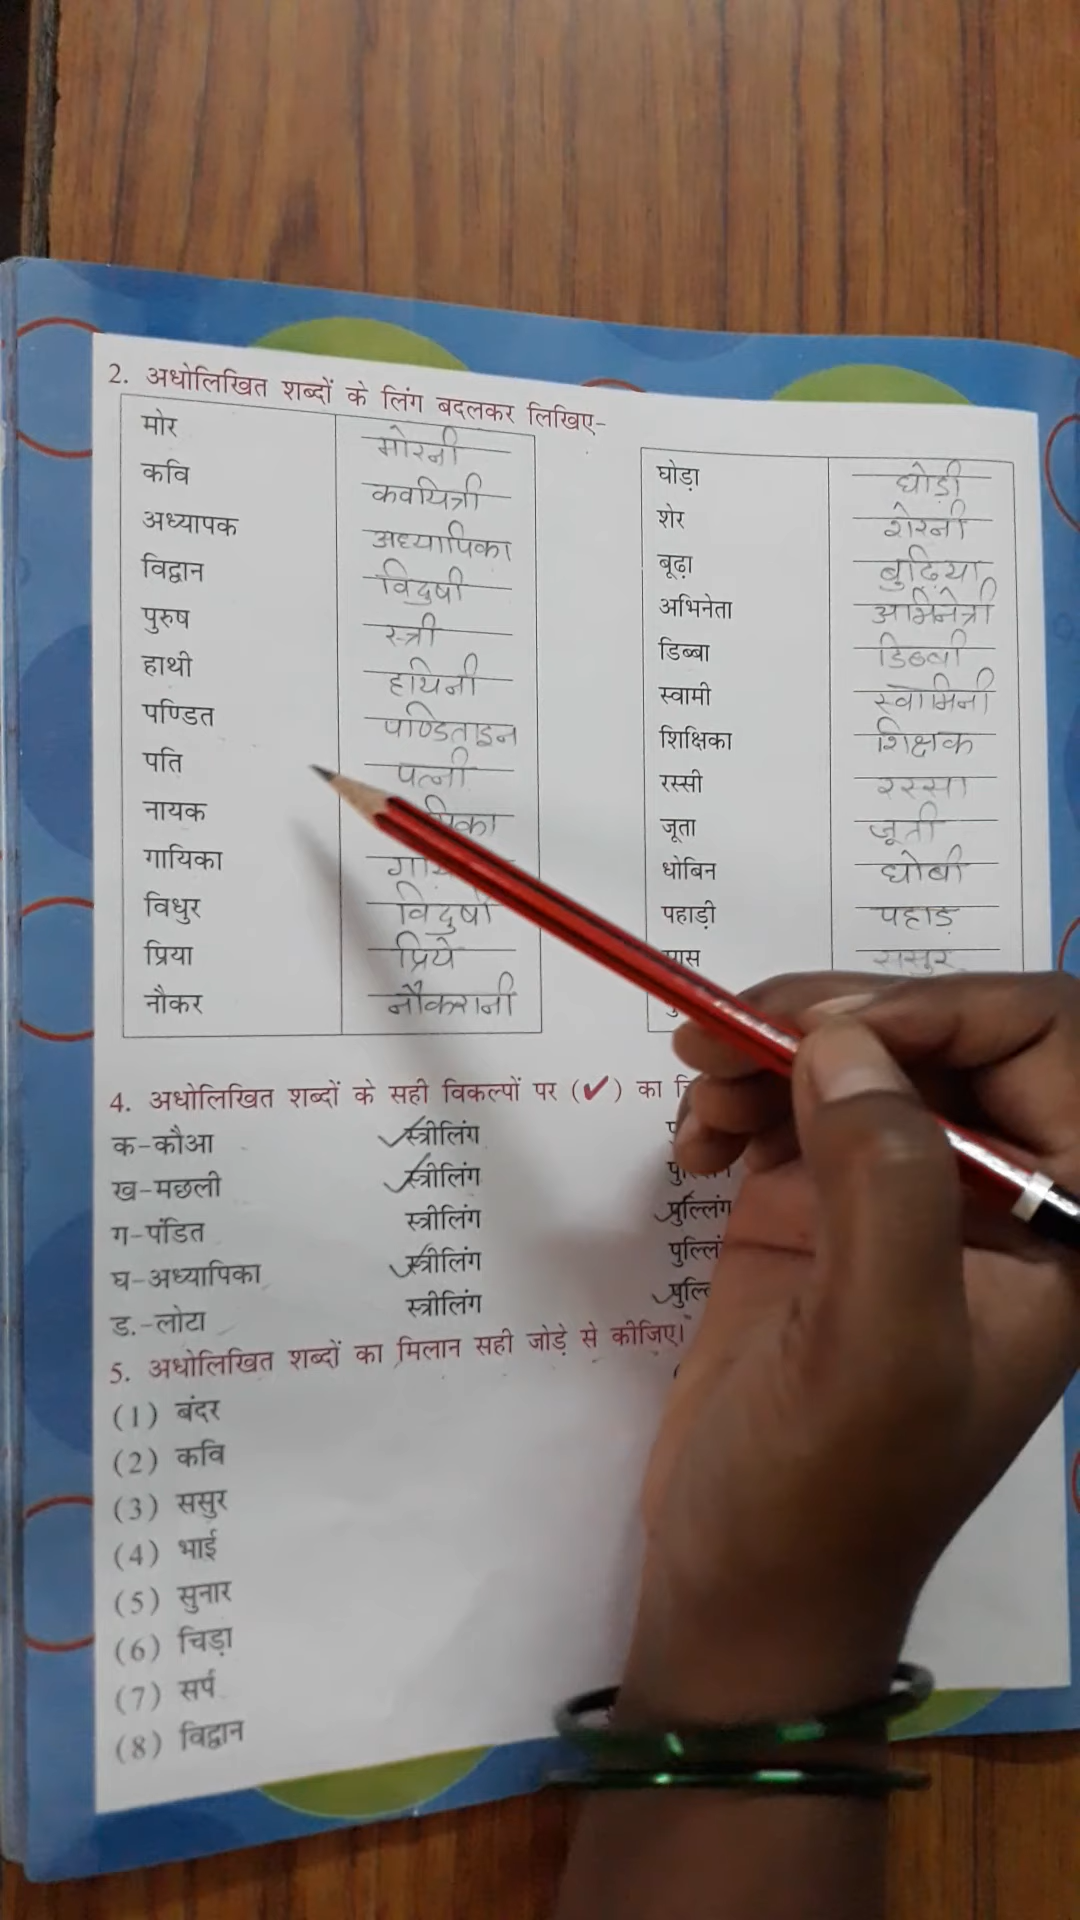 2. अधोलिखित शब्दों के लिंग बदलकर लिखिए-
मोर मोरनी
कवि कवयित्री
अध्यापक अध्यापिका
विद्वान विदुषी
पुरुष स्त्री
हाथी हथिनी
पण्डित पण्डिताइन
पति पत्नी
नायक
गायिका
विधुर विदुषी
प्रिया प्रिये
नौकर नौकरानी
घोड़ा घोड़ी
शेर शेरनी
बूढ़ा बुढ़िया
अभिनेता अभिनेत्री
डिब्बा डिब्बी
स्वामी स्वामिनी
शिक्षिका शिक्षक
रस्सी रस्सा
जूता जूती
धोबिन धोबी
पहाड़ी पहाड़
ससुर
4. अधोलिखित शब्दों के सही विकल्पों पर (✓) का
क-कौआ स्त्रीलिंग
ख-मछली स्त्रीलिंग
ग-पंडित स्त्रीलिंग पुल्लिंग
घ-अध्यापिका स्त्रीलिंग
ड.-लोटा स्त्रीलिंग
5. अधोलिखित शब्दों का मिलान सही जोड़े से कीजिए।
(1) बंदर
(2) कवि
(3) ससुर
(4) भाई
(5) सुनार
(6) चिड़ा
(7) सर्प
(8) विद्वान